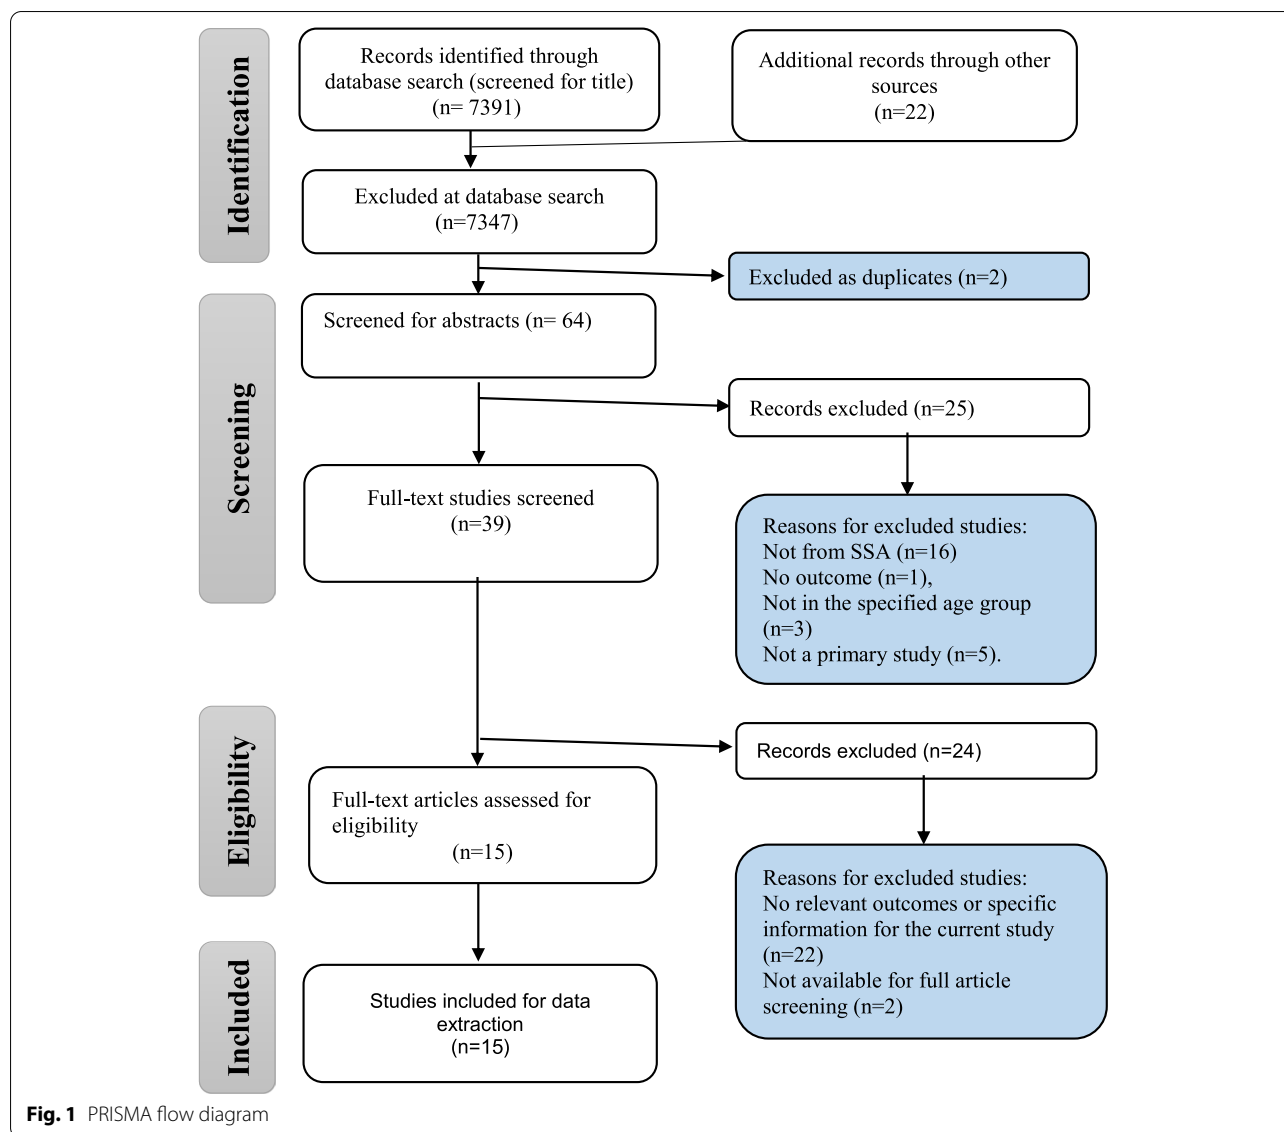 Identification
Records identified through
database search (screened for title)
(n= 7391)
Additional records through other
sources
(n=22)
Excluded at database search
(n=7347)
Excluded as duplicates (n=2)
Screening
Screened for abstracts (n= 64)
Records excluded (n=25)
Full-text studies screened
(n=39)
Reasons for excluded studies:
Not from SSA (n=16)
No outcome (n=1),
Not in the specified age group
(n=3)
Not a primary study (n=5).
Eligibility
Records excluded (n=24)
Full-text articles assessed for
eligibility
(n=15)
Reasons for excluded studies:
No relevant outcomes or specific
information for the current study
(n=22)
Not available for full article
screening (n=2)
Included
Studies included for data
extraction
(n=15)
Fig. 1 PRISMA flow diagram